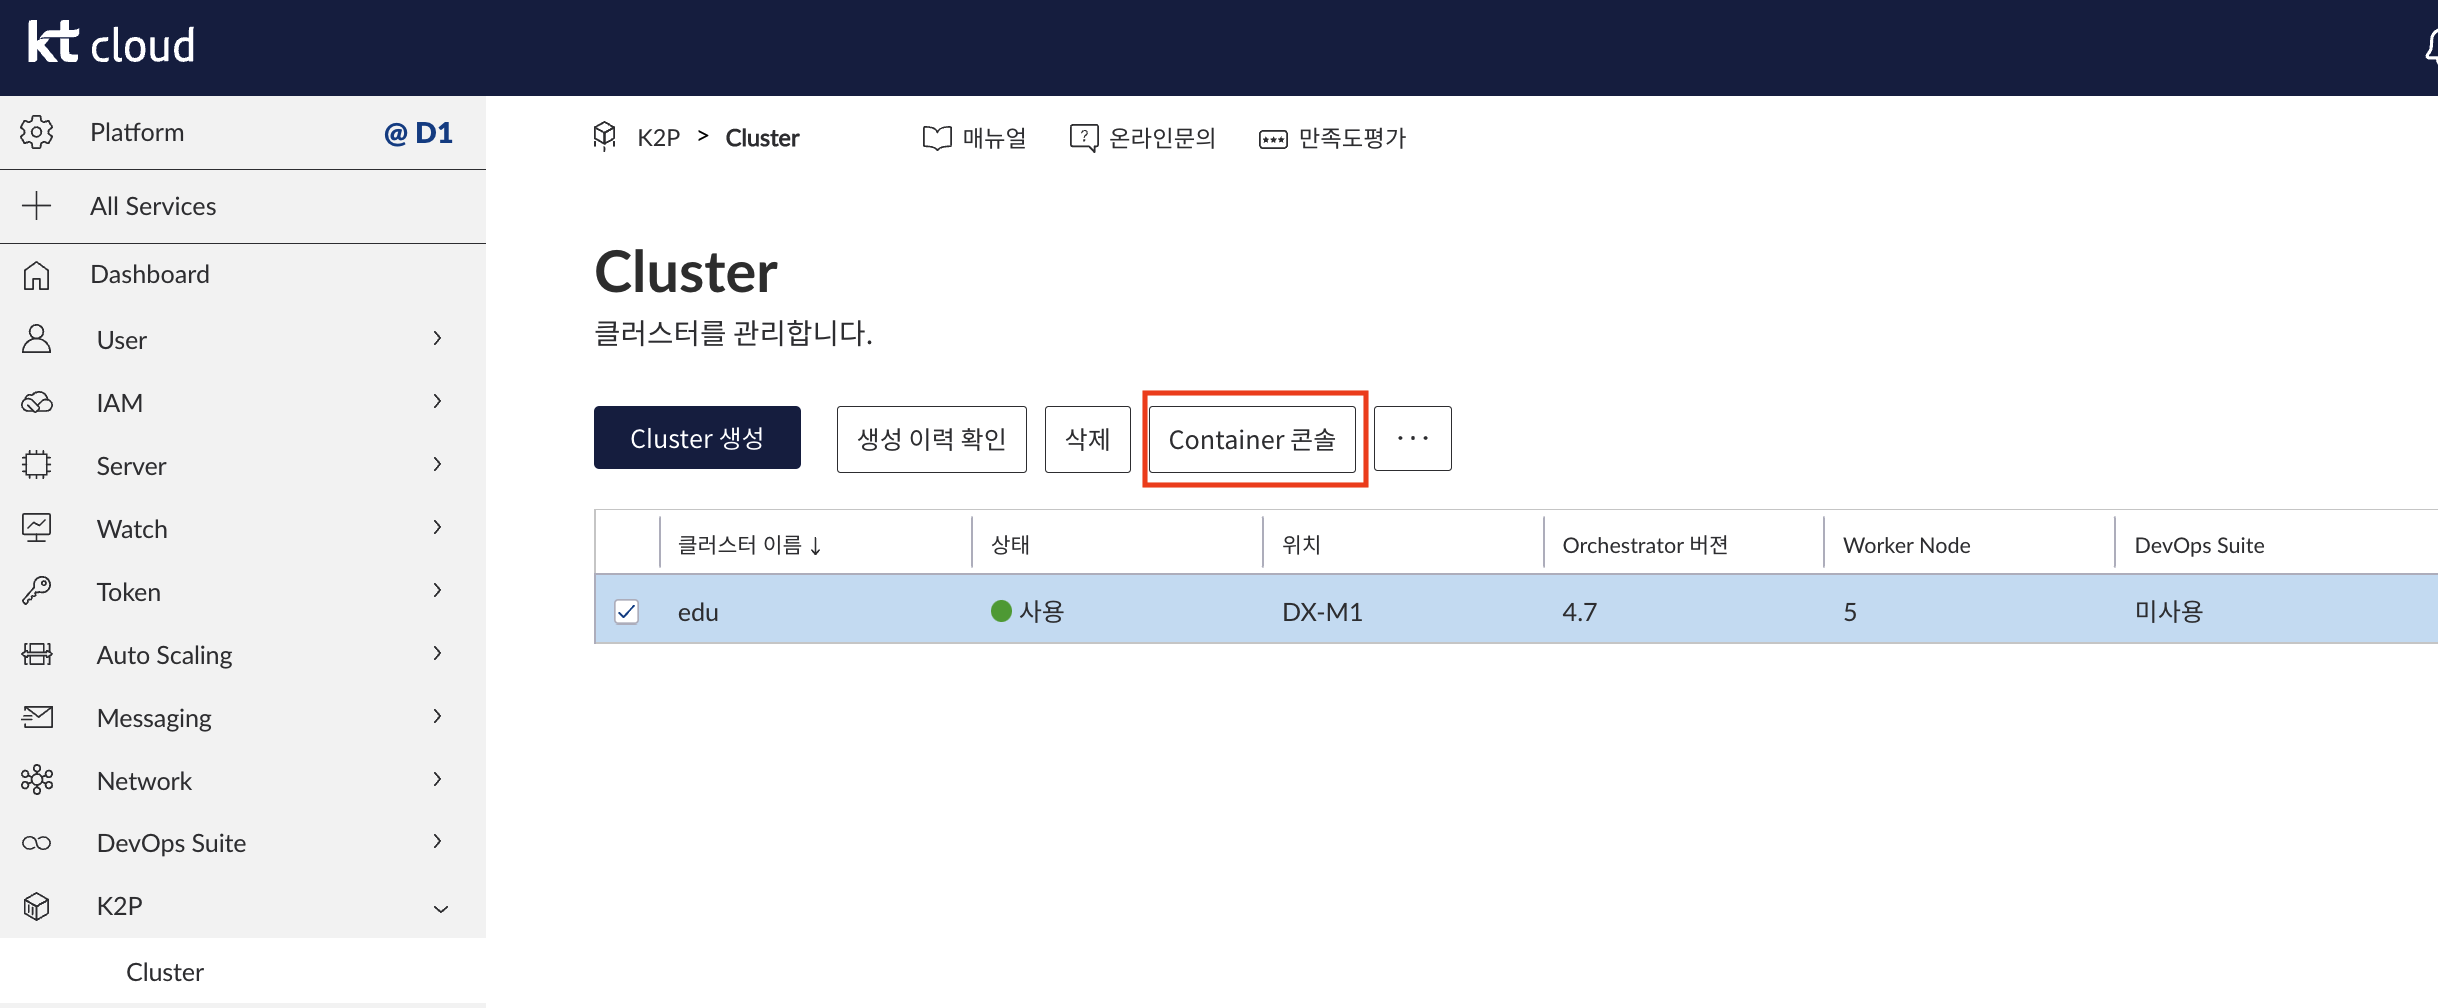 kt cloud
Platform @ D1
All Services
Dashboard
User
IAM
Server
Watch
Token
Auto Scaling
Messaging
Network
DevOps Suite
K2P
Cluster
K2P > Cluster 매뉴얼 온라인문의 만족도평가
Cluster
클러스터를 관리합니다.
Cluster 생성 생성 이력 확인 삭제 Container 콘솔 ···
클러스터 이름 ↓ 상태 위치 Orchestrator 버젼 Worker Node DevOps Suite
edu 사용 DX-M1 4.7 5 미사용